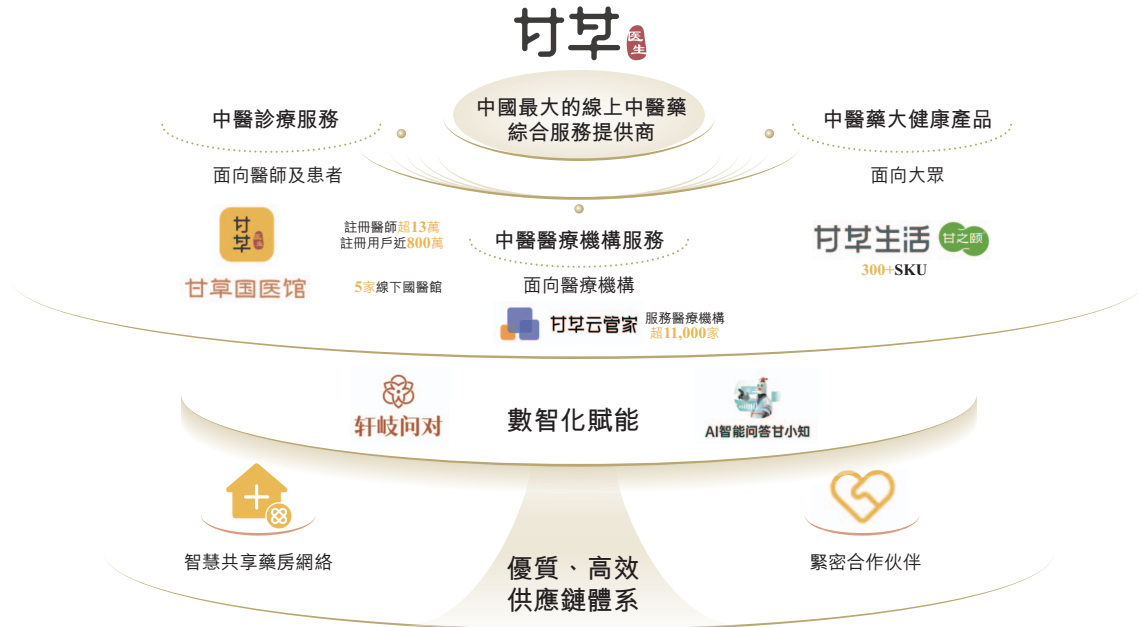 甘草医生
中國最大的線上中醫藥
綜合服務提供商
中醫診療服務
面向醫師及患者
甘草医生
註冊醫師超13萬
註冊用戶近800萬
甘草国医馆
5家線下國醫館
中醫醫療機構服務
面向醫療機構
甘草云管家
服務醫療機構
超11,000家
中醫藥大健康產品
面向大眾
甘草生活
甘之颐
300+SKU
轩岐问对
數智化賦能
AI智能问答甘小知
智慧共享藥房網絡
優質、高效
供應鏈體系
緊密合作伙伴